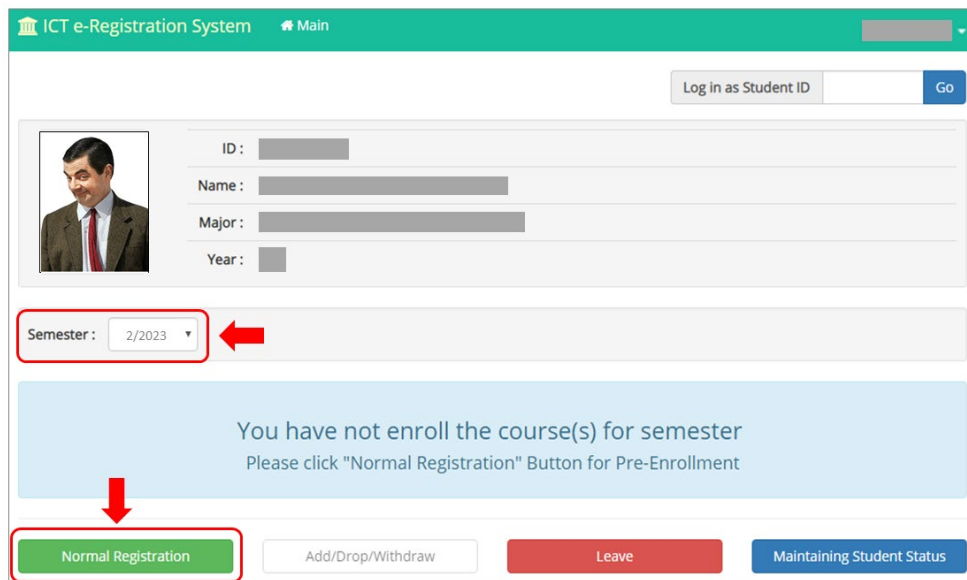 ICT e-Registration System Main
Log in as Student ID Go
ID :
Name :
Major :
Year :
Semester : 2/2023
You have not enroll the course(s) for semester
Please click "Normal Registration" Button for Pre-Enrollment
Normal Registration Add/Drop/Withdraw Leave Maintaining Student Status